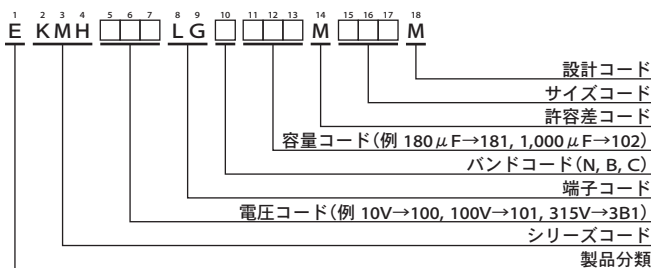 1 2 3 4 5 6 7 8 9 10 11 12 13 14 15 16 17 18
E KMH □□□ LG □ □□□ M □□□ M
設計コード
サイズコード
許容差コード
容量コード(例 180μF→181, 1,000μF→102)
バンドコード(N, B, C)
端子コード
電圧コード(例 10V→100, 100V→101, 315V→3B1)
シリーズコード
製品分類